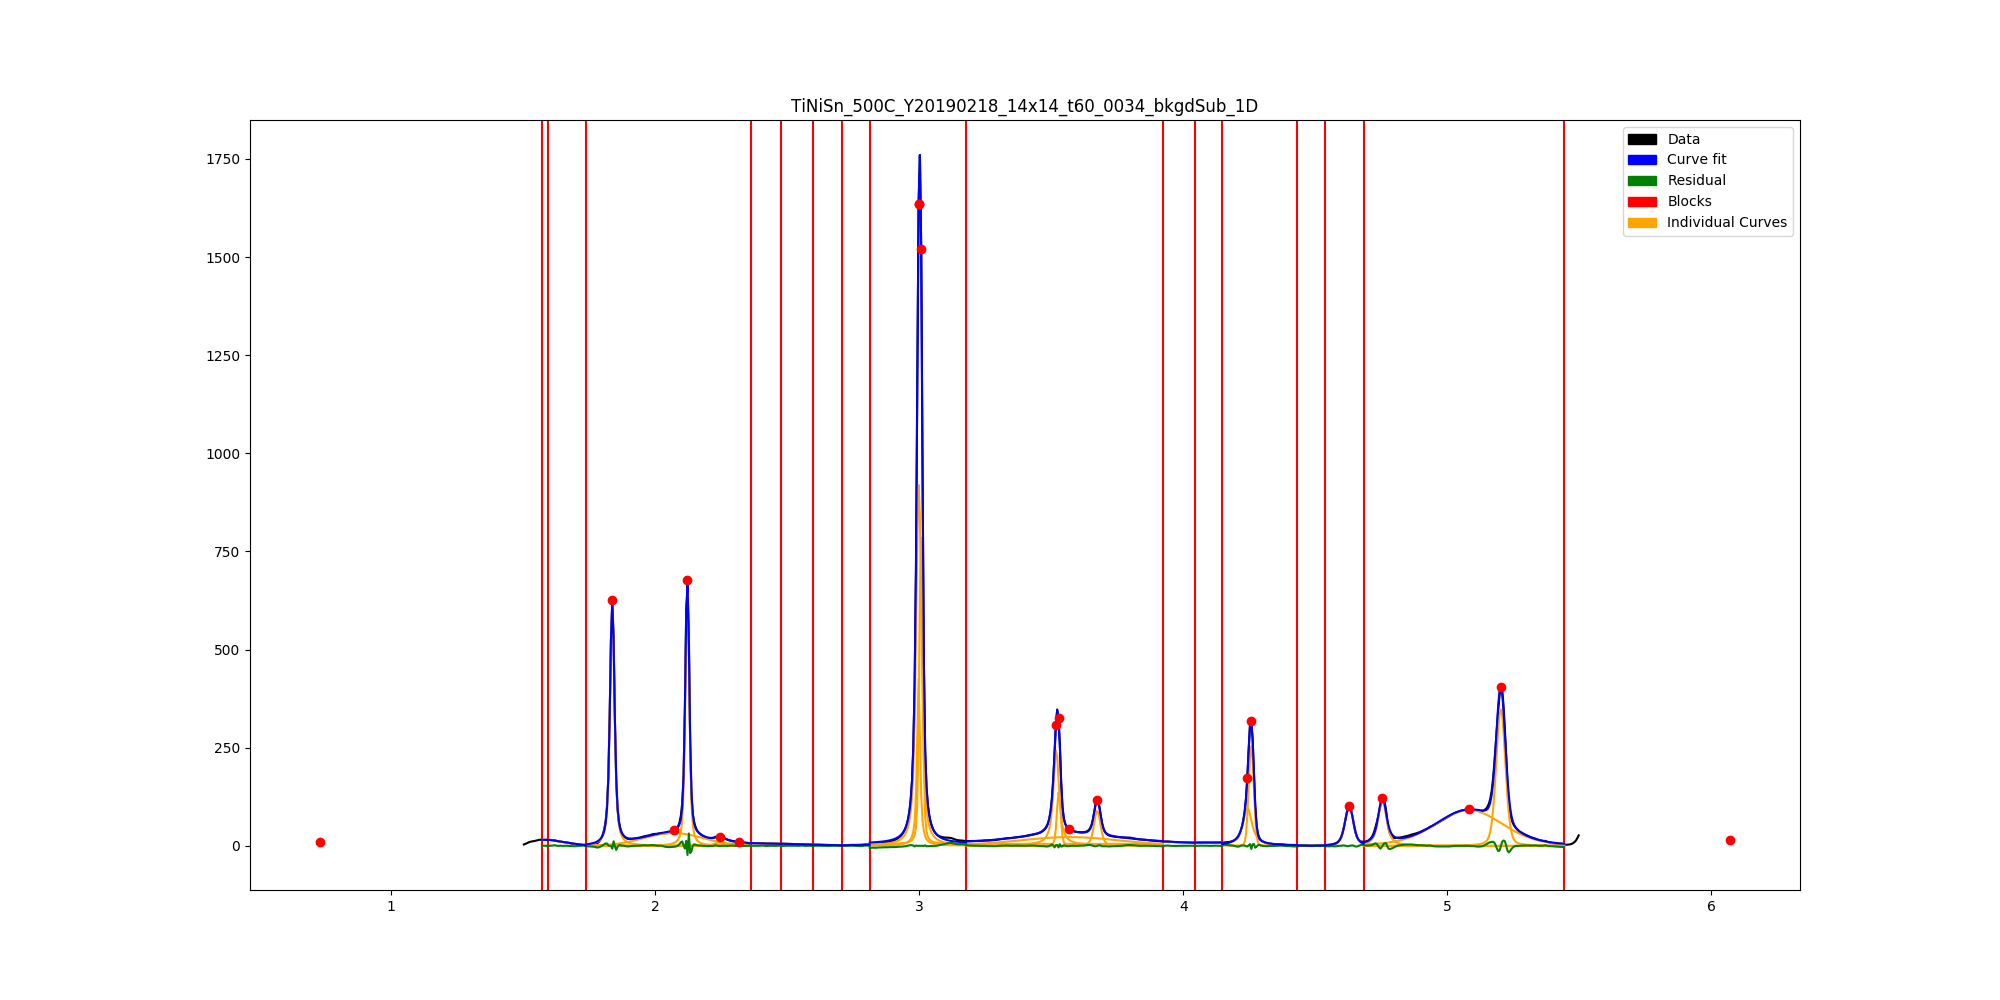 TiNiSn_500C_Y20190218_14x14_t60_0034_bkgdSub_1D
Data
Curve fit
Residual
Blocks
Individual Curves
1750
1500
1250
1000
750
500
250
0
1 2 3 4 5 6